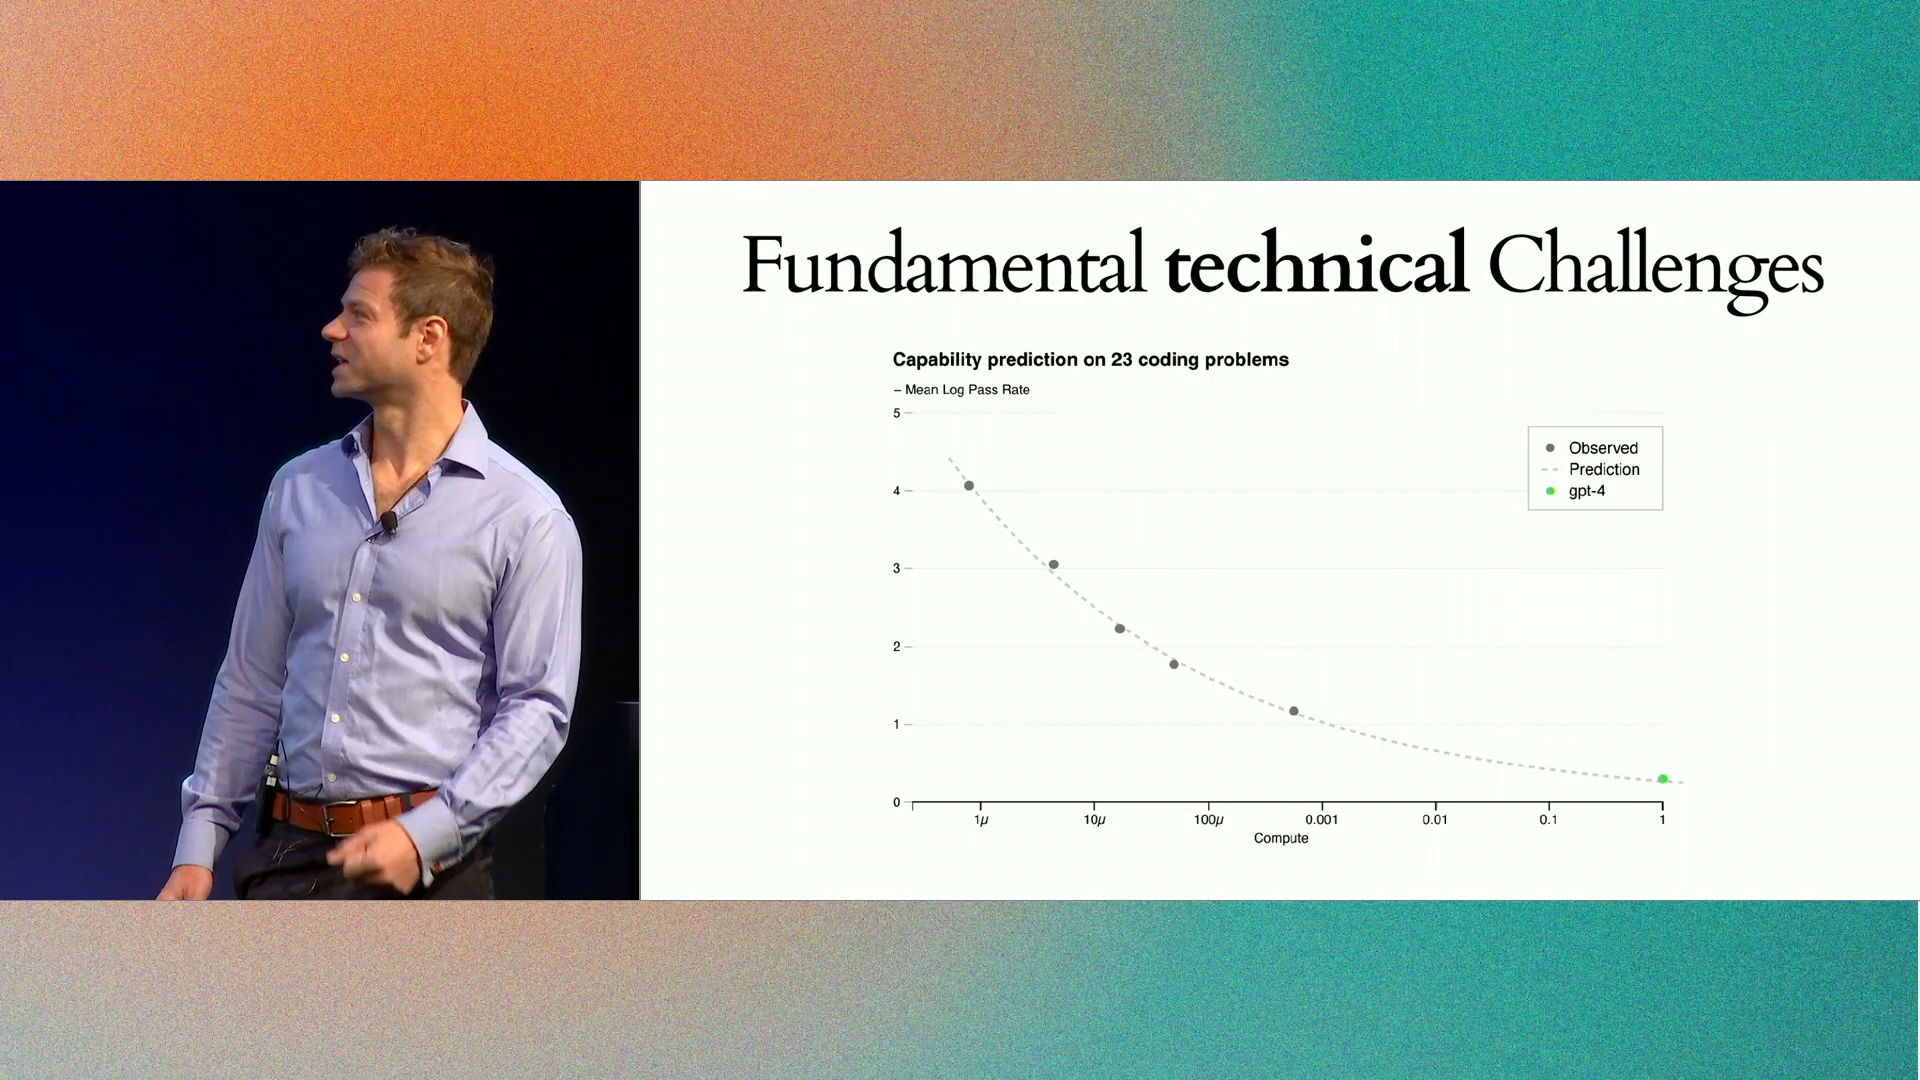 Fundamental technical Challenges
Capability prediction on 23 coding problems
– Mean Log Pass Rate
5
4
3
2
1
0
Observed
Prediction
gpt-4
1µ
10µ
100µ
0.001
0.01
0.1
1
Compute